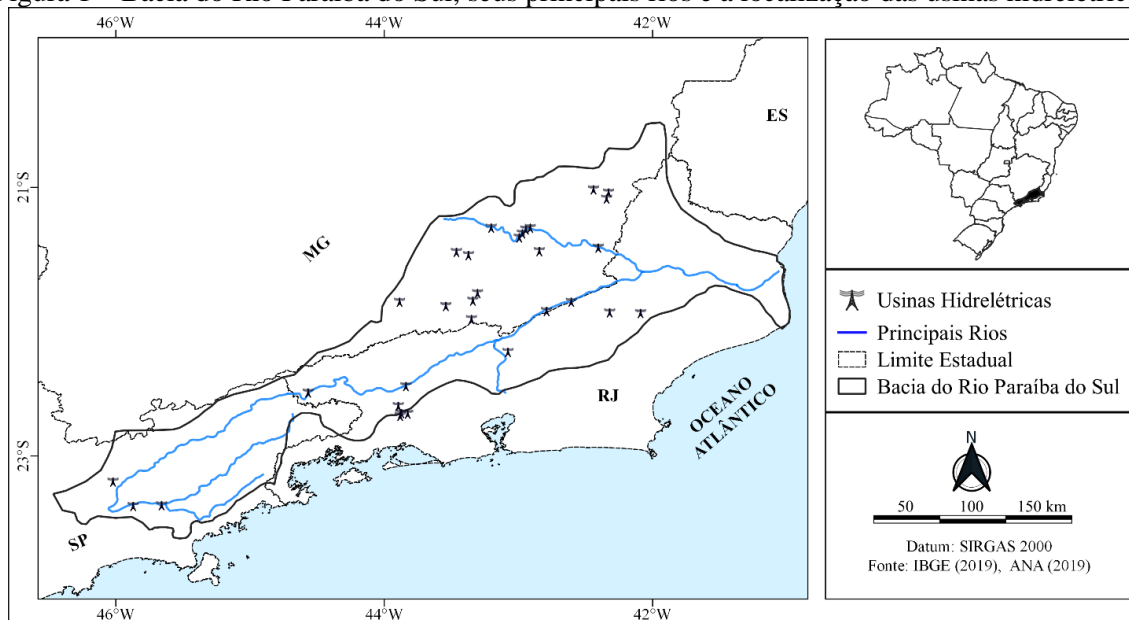 Figura 1 – Bacia do Rio Paraíba do Sul, seus principais rios e a localização das usinas hidrelétric
46°W
44°W
42°W
ES
21°S
MG
RJ
OCEANO
ATLÂNTICO
23°S
SP
46°W
44°W
42°W
Usinas Hidrelétricas
Principais Rios
Limite Estadual
Bacia do Rio Paraíba do Sul
N
50 100 150 km
Datum: SIRGAS 2000
Fonte: IBGE (2019), ANA (2019)